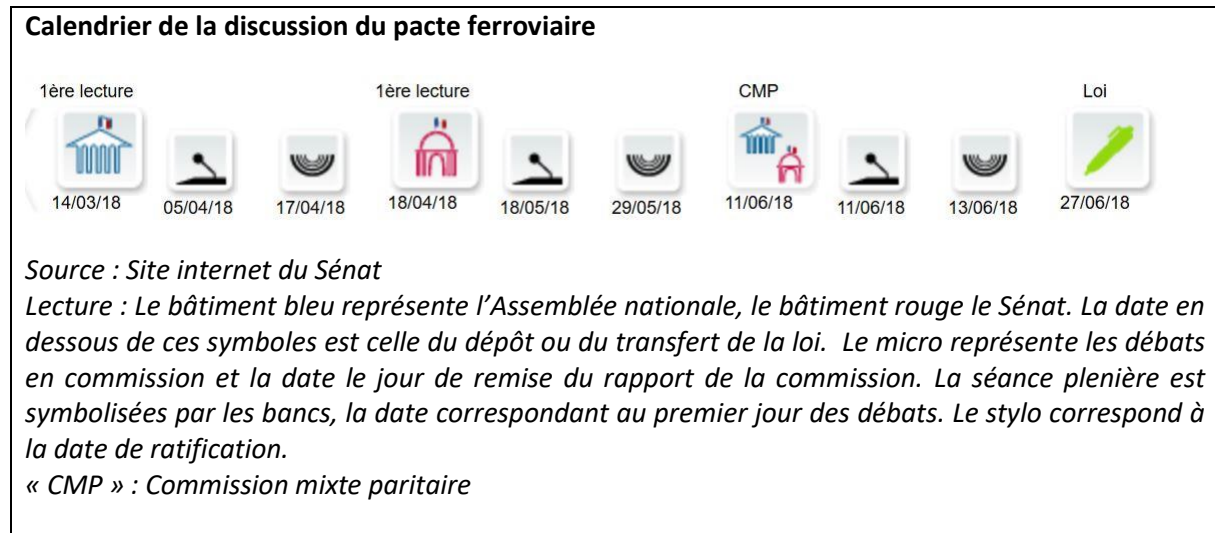 Calendrier de la discussion du pacte ferroviaire
1ère lecture 1ère lecture CMP Loi
14/03/18 05/04/18 17/04/18 18/04/18 18/05/18 29/05/18 11/06/18 11/06/18 13/06/18 27/06/18
Source : Site internet du Sénat
Lecture : Le bâtiment bleu représente l’Assemblée nationale, le bâtiment rouge le Sénat. La date en
dessous de ces symboles est celle du dépôt ou du transfert de la loi. Le micro représente les débats
en commission et la date le jour de remise du rapport de la commission. La séance plenière est
symbolisées par les bancs, la date correspondant au premier jour des débats. Le stylo correspond à
la date de ratification.
« CMP » : Commission mixte paritaire